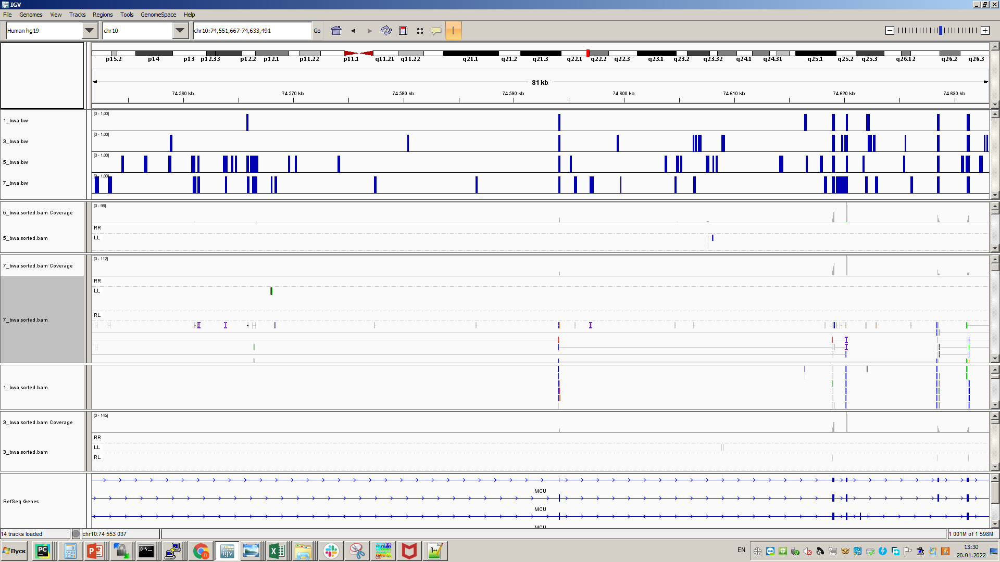 IGV
File Genomes View Tracks Regions Tools GenomeSpace Help
Human hg19 chr10 chr10:74,551,667-74,633,491 Go
p15.2 p14 p13 p12.33 p12.2 p12.1 p11.22 p11.1 q11.21 q11.22 q21.1 q21.2 q21.3 q22.1 q22.2 q22.3 q23.1 q23.2 q23.32 q24.1 q24.31 q25.1 q25.2 q25.3 q26.12 q26.2 q26.3
81 kb
74 560 kb 74 570 kb 74 580 kb 74 590 kb 74 600 kb 74 610 kb 74 620 kb 74 630 kb
[0 - 1,00]
1_bwa.bw
[0 - 1,00]
3_bwa.bw
[0 - 1,00]
5_bwa.bw
[0 - 1,00]
7_bwa.bw
[0 - 98]
5_bwa.sorted.bam Coverage
RR
5_bwa.sorted.bam LL
[0 - 112]
7_bwa.sorted.bam Coverage
RR
LL
RL
7_bwa.sorted.bam
1_bwa.sorted.bam
[0 - 145]
3_bwa.sorted.bam Coverage
RR
LL
3_bwa.sorted.bam
RL
MCU
RefSeq Genes
MCU
MCU
14 tracks loaded chr10:74 553 037 1 001M of 1 598M
Пуск PC igv EN 13:30
20.01.2022